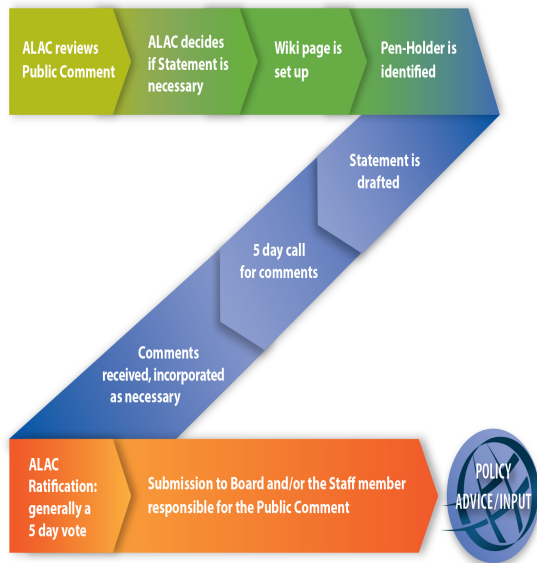 ALAC reviews
Public Comment
ALAC decides
if Statement is
necessary
Wiki page is
set up
Pen-Holder is
identified
Statement is
drafted
5 day call
for comments
Comments
received, incorporated
as necessary
ALAC
Ratification:
generally a
5 day vote
Submission to Board and/or the Staff member
responsible for the Public Comment
POLICY
ADVICE/INPUT